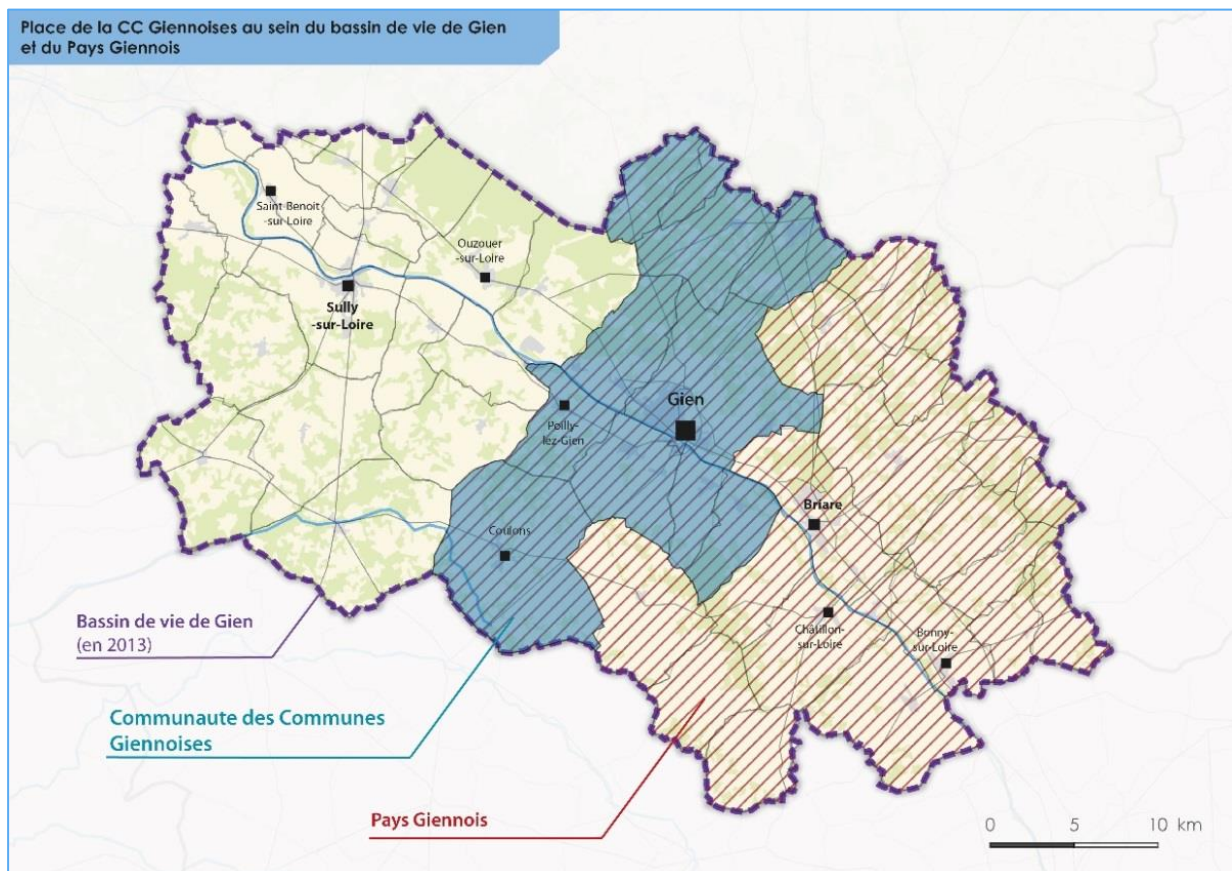 Place de la CC Giennoises au sein du bassin de vie de Gien
et du Pays Giennois
Saint-Benoit
-sur-Loire
Ouzouer
-sur-Loire
Sully
-sur-Loire
Gien
Poilly-
lez-Gien
Briare
Coulons
Châtillon-
sur-Loire
Bonny-
sur-Loire
Bassin de vie de Gien
(en 2013)
Communaute des Communes
Giennoises
Pays Giennois
0 5 10 km